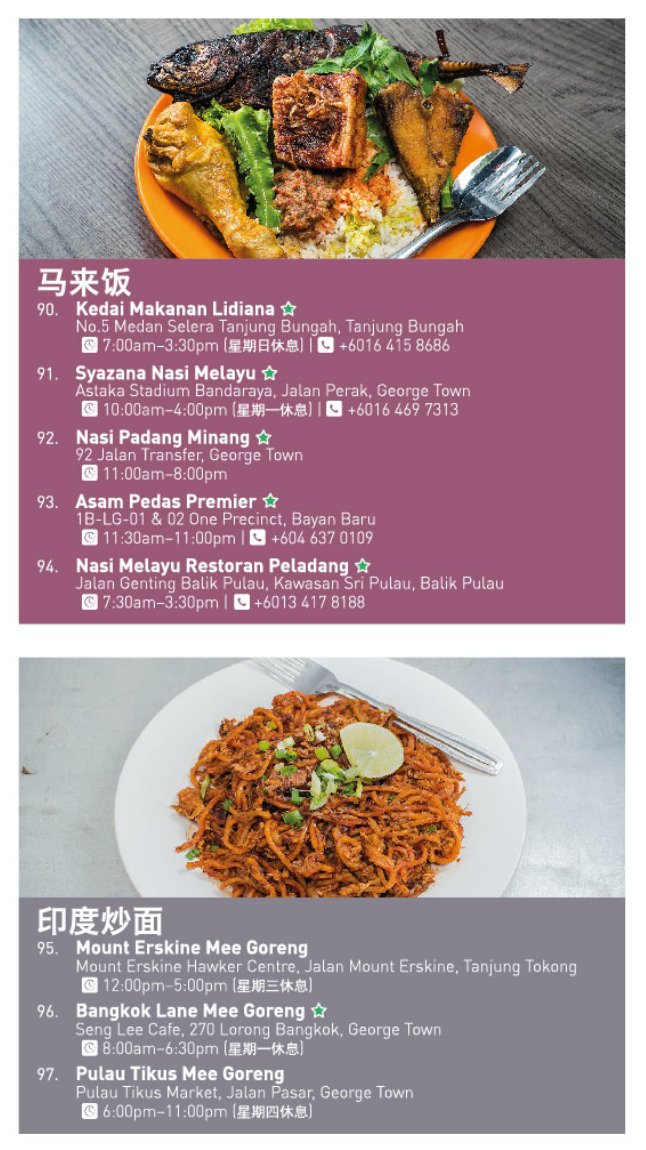 马来饭
90. Kedai Makanan Lidiana
No.5 Medan Selera Tanjung Bungah, Tanjung Bungah
7:00am–3:30pm (星期日休息) | +6016 415 8686
91. Syazana Nasi Melayu
Astaka Stadium Bandaraya, Jalan Perak, George Town
10:00am–4:00pm (星期一休息) | +6016 469 7313
92. Nasi Padang Minang
92 Jalan Transfer, George Town
11:00am–8:00pm
93. Asam Pedas Premier
1B-LG-01 & 02 One Precinct, Bayan Baru
11:30am–11:00pm | +604 637 0109
94. Nasi Melayu Restoran Peladang
Jalan Genting Balik Pulau, Kawasan Sri Pulau, Balik Pulau
7:30am–3:30pm | +6013 417 8188
印度炒面
95. Mount Erskine Mee Goreng
Mount Erskine Hawker Centre, Jalan Mount Erskine, Tanjung Tokong
12:00pm–5:00pm (星期三休息)
96. Bangkok Lane Mee Goreng
Seng Lee Cafe, 270 Lorong Bangkok, George Town
8:00am–6:30pm (星期一休息)
97. Pulau Tikus Mee Goreng
Pulau Tikus Market, Jalan Pasar, George Town
6:00pm–11:00pm (星期四休息)